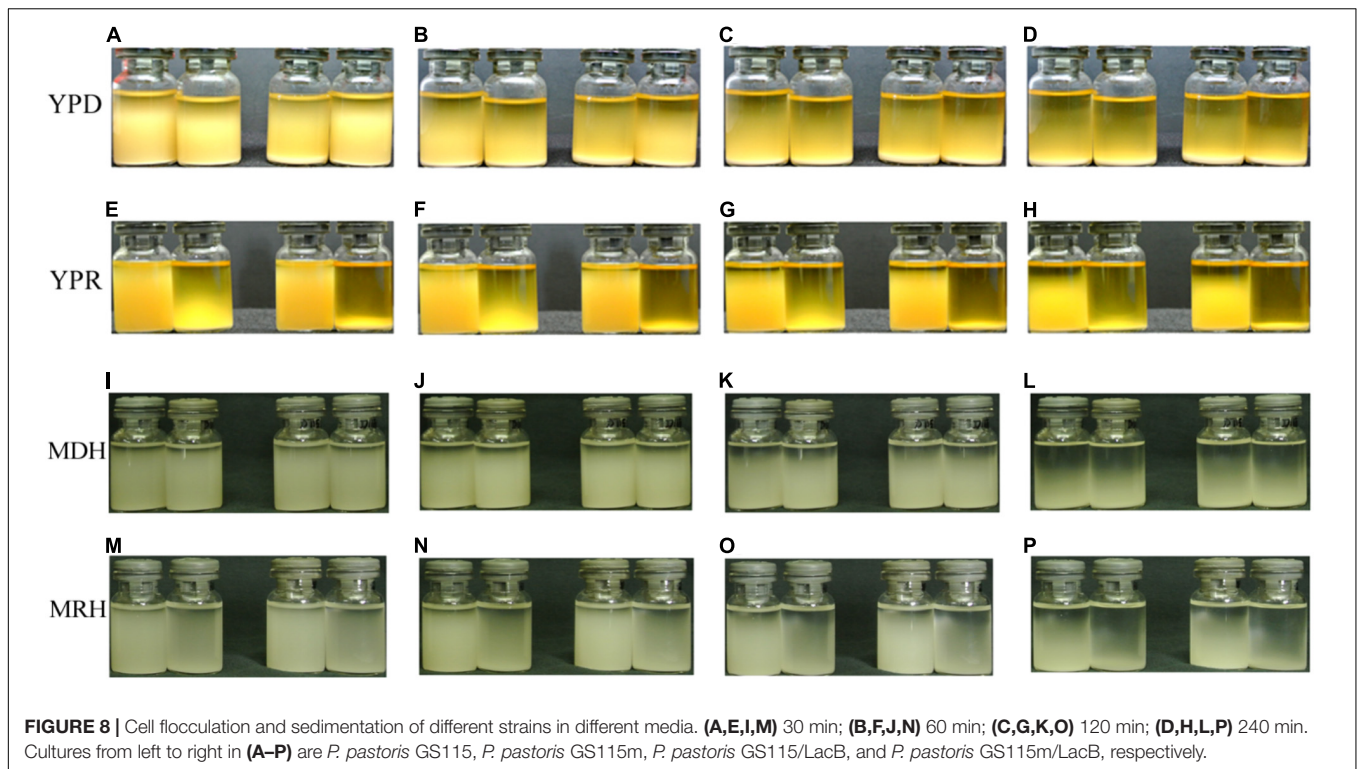 A B C D
YPD
E F G H
YPR
I J K L
MDH
M N O P
MRH
FIGURE 8 | Cell flocculation and sedimentation of different strains in different media. (A,E,I,M) 30 min; (B,F,J,N) 60 min; (C,G,K,O) 120 min; (D,H,L,P) 240 min.
Cultures from left to right in (A–P) are P. pastoris GS115, P. pastoris GS115m, P. pastoris GS115/LacB, and P. pastoris GS115m/LacB, respectively.